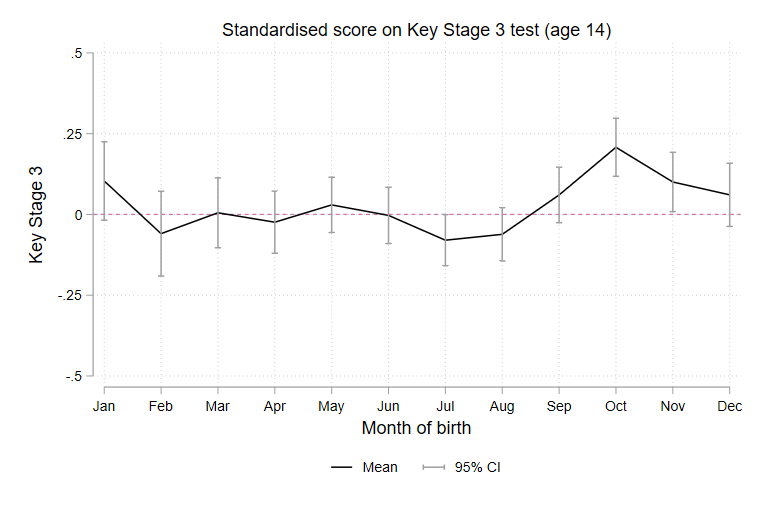 Standardised score on Key Stage 3 test (age 14)
Key Stage 3
.5
.25
0
-.25
-.5
Jan Feb Mar Apr May Jun Jul Aug Sep Oct Nov Dec
Month of birth
Mean 95% CI